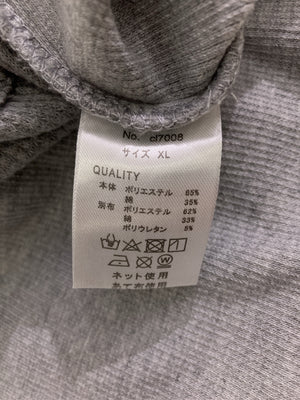 No. cl7008
サイズ XL
QUALITY
本体 ポリエステル 65%
綿 35%
別布 ポリエステル 62%
綿 33%
ポリウレタン 5%
ネット使用
あて布使用